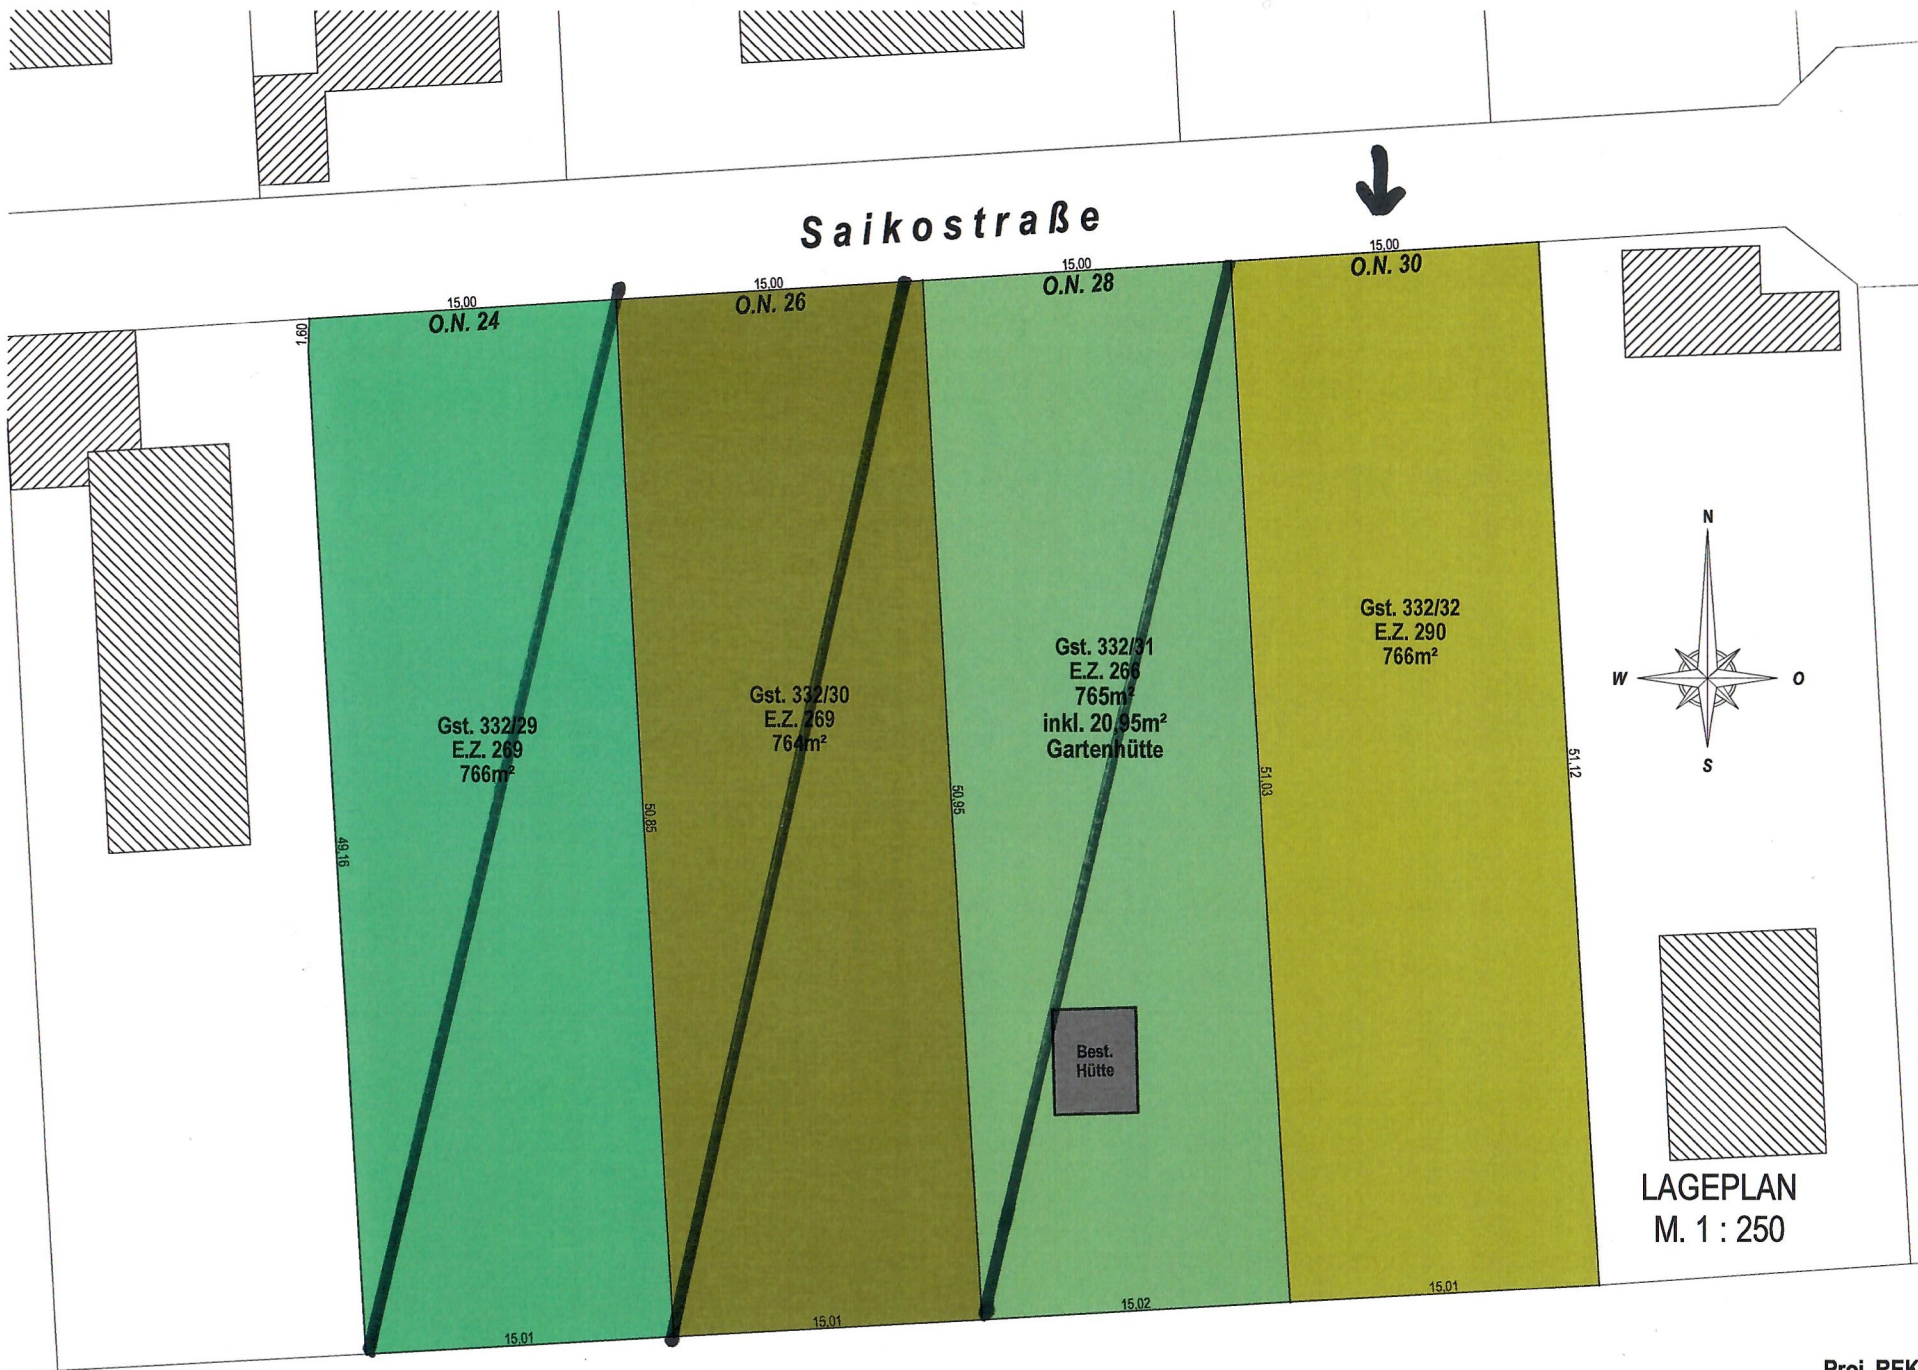 Saikostraße
15,00
O.N. 24
15,00
O.N. 26
15,00
O.N. 28
15,00
O.N. 30
1.60
Gst. 332/29
E.Z. 269
766m²
49,16
Gst. 332/30
E.Z. 269
764m²
50,85
Gst. 332/31
E.Z. 266
765m²
inkl. 20,95m²
Gartenhütte
50,95
Best.
Hütte
Gst. 332/32
E.Z. 290
766m²
51,03
51,12
N
W
O
S
15,01
15,01
15,02
15,01
LAGEPLAN
M. 1 : 250